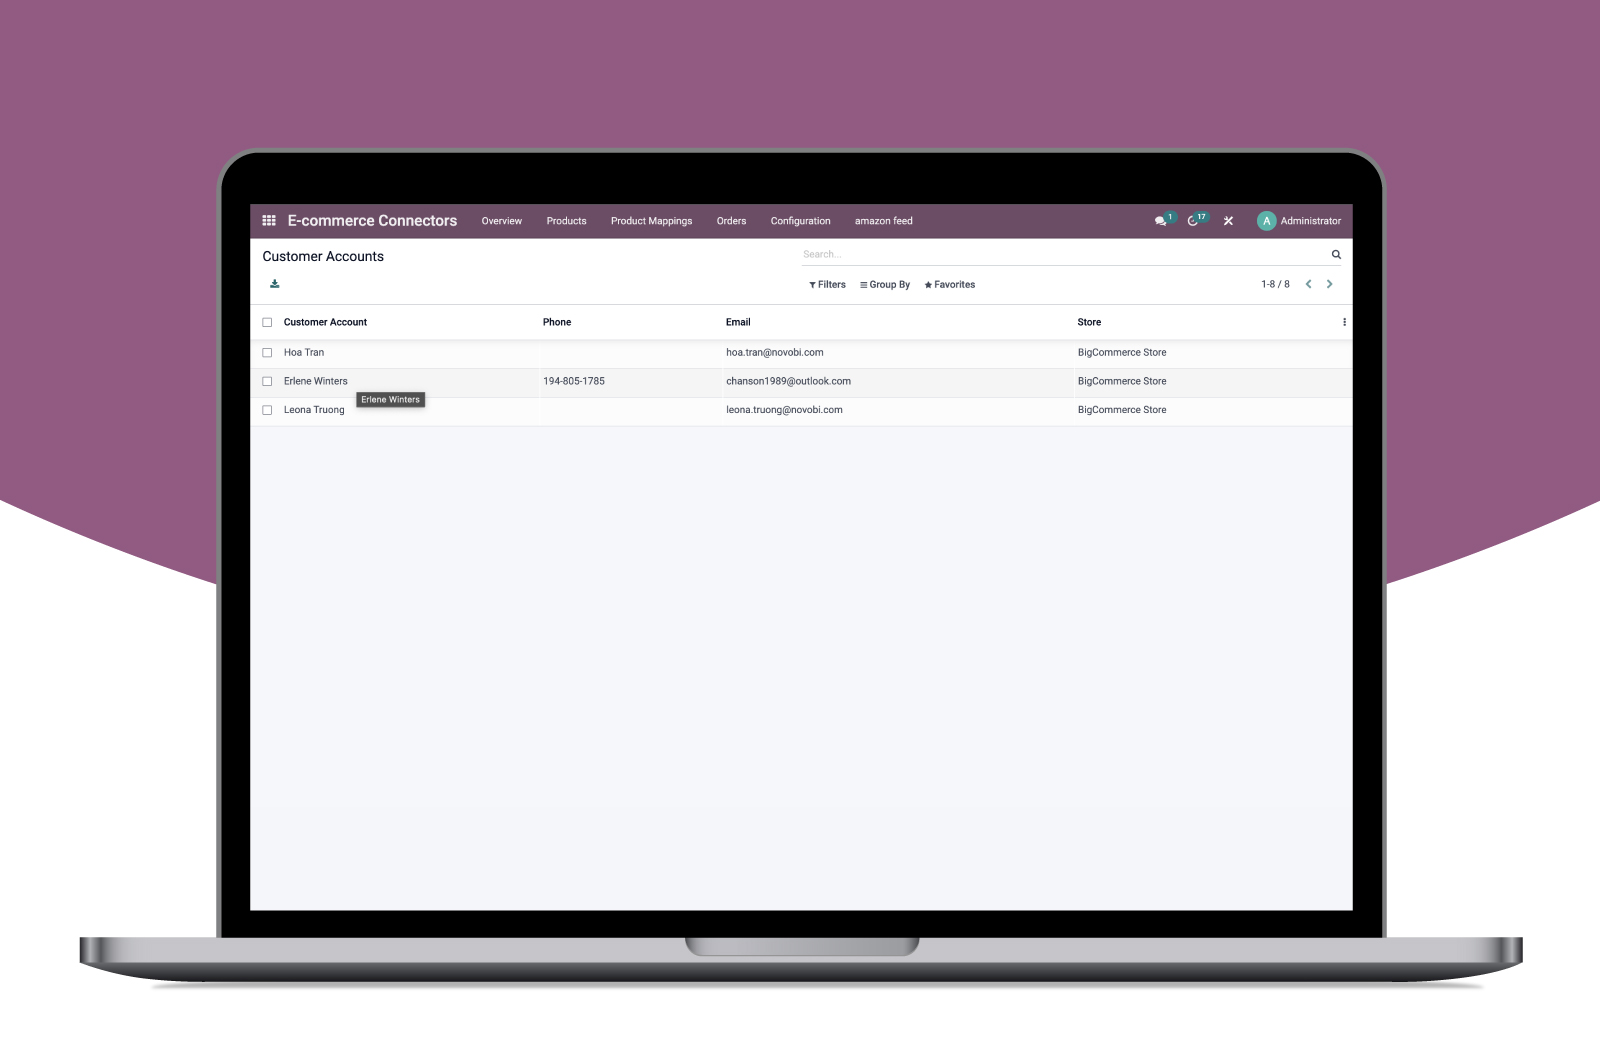 E-commerce Connectors Overview Products Product Mappings Orders Configuration amazon feed 1 17 A Administrator
Customer Accounts Search...
Filters Group By Favorites 1-8 / 8
Customer Account Phone Email Store
Hoa Tran hoa.tran@novobi.com BigCommerce Store
Erlene Winters 194-805-1785 chanson1989@outlook.com BigCommerce Store
Erlene Winters
Leona Truong leona.truong@novobi.com BigCommerce Store